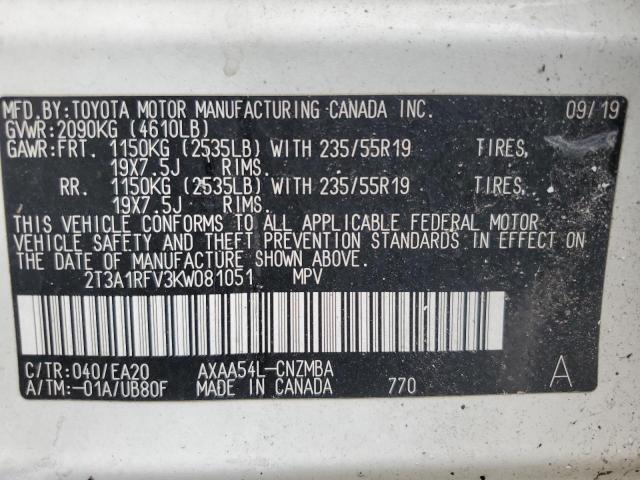 MFD.BY:TOYOTA MOTOR MANUFACTURING CANADA INC. 09/19
GVWR:2090KG (4610LB)
GAWR:FRT. 1150KG (2535LB) WITH 235/55R19 TIRES,
19X7.5J RIMS.
RR. 1150KG (2535LB) WITH 235/55R19 TIRES,
19X7.5J RIMS.
THIS VEHICLE CONFORMS TO ALL APPLICABLE FEDERAL MOTOR
VEHICLE SAFETY AND THEFT PREVENTION STANDARDS IN EFFECT ON
THE DATE OF MANUFACTURE SHOWN ABOVE.
2T3A1RFV3KW081051 MPV
C/TR:040/EA20 AXAA54L-CNZMBA
A/TM:-01A/UB80F MADE IN CANADA 770 A